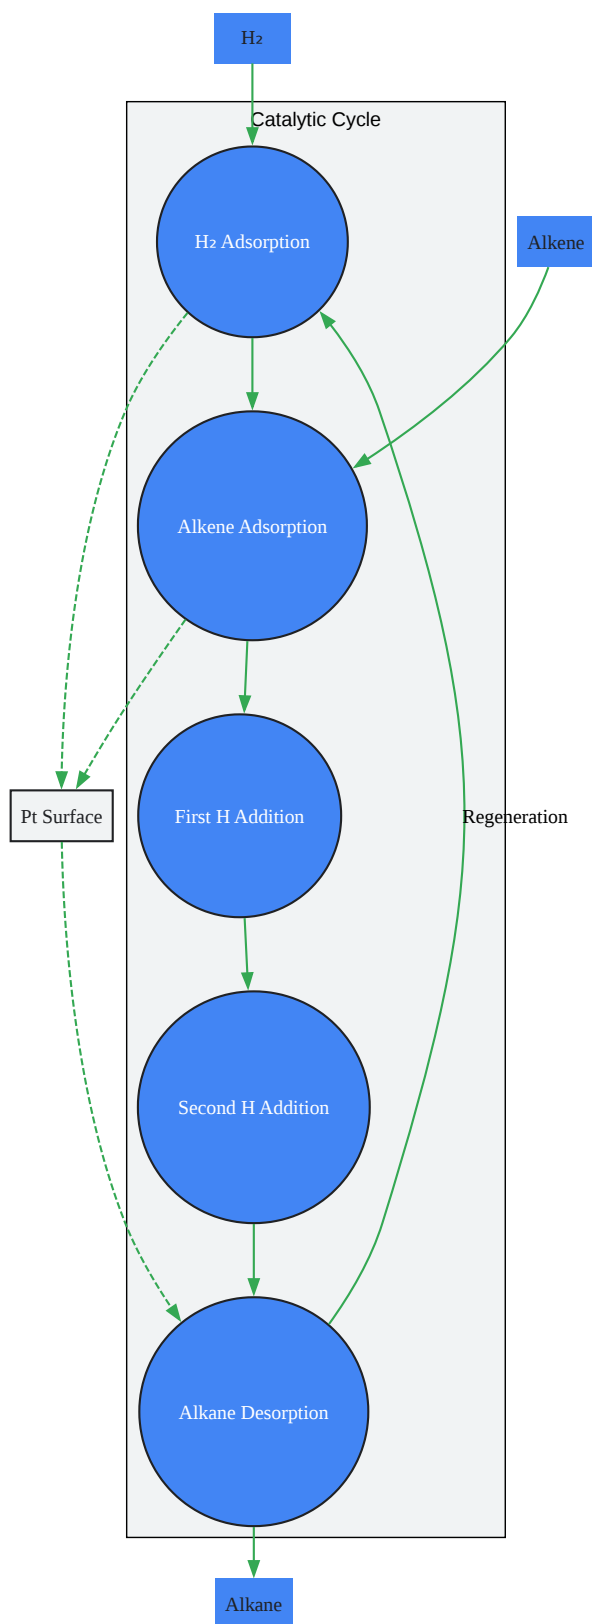 H₂
Catalytic Cycle
H₂ Adsorption
Alkene
Alkene Adsorption
First H Addition
Pt Surface
Regeneration
Second H Addition
Alkane Desorption
Alkane